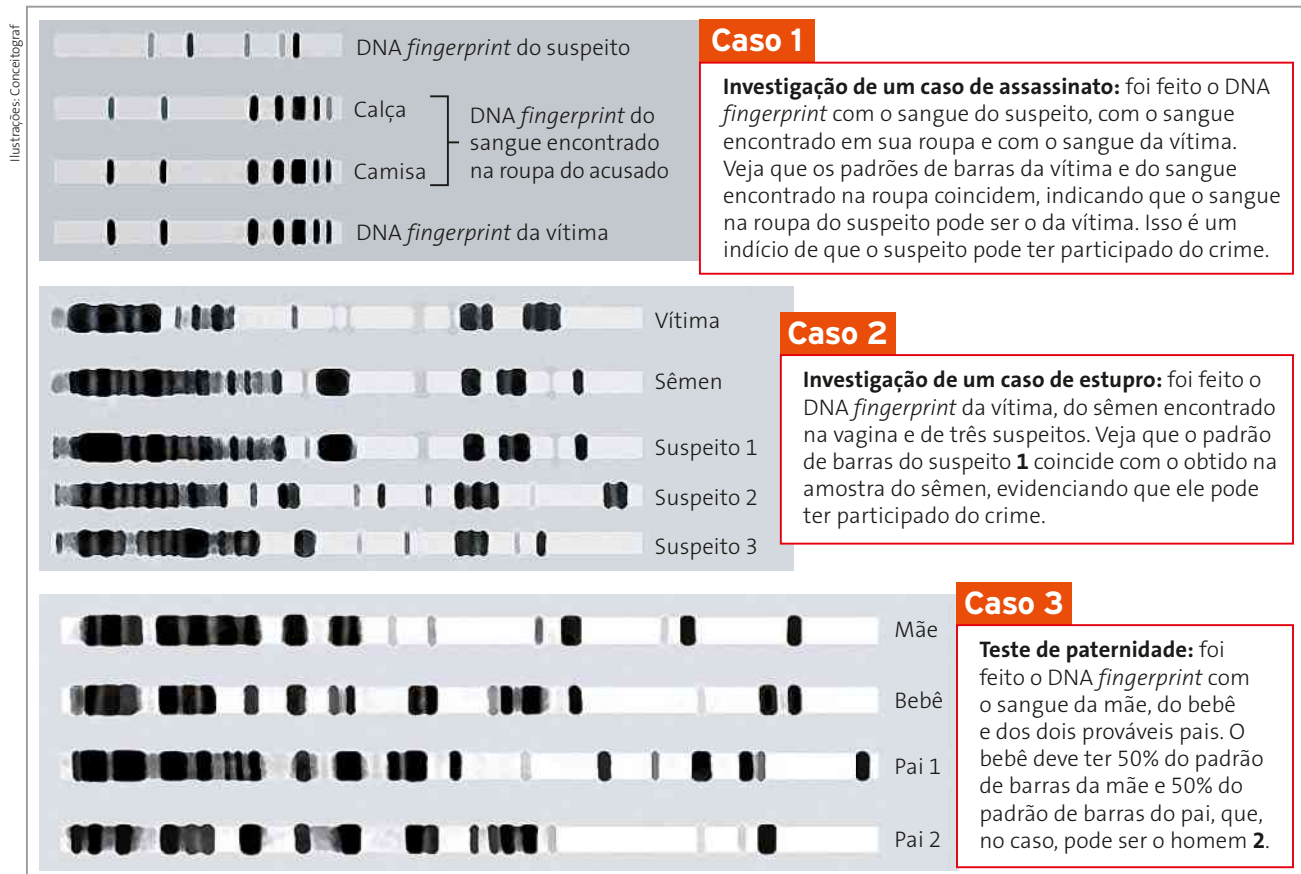 Ilustrações: Conceitograf
DNA fingerprint do suspeito
Calça
Camisa
DNA fingerprint do
sangue encontrado
na roupa do acusado
DNA fingerprint da vítima
Caso 1
Investigação de um caso de assassinato: foi feito o DNA
fingerprint com o sangue do suspeito, com o sangue
encontrado em sua roupa e com o sangue da vítima.
Veja que os padrões de barras da vítima e do sangue
encontrado na roupa coincidem, indicando que o sangue
na roupa do suspeito pode ser o da vítima. Isso é um
indício de que o suspeito pode ter participado do crime.
Vítima
Sêmen
Suspeito 1
Suspeito 2
Suspeito 3
Caso 2
Investigação de um caso de estupro: foi feito o
DNA fingerprint da vítima, do sêmen encontrado
na vagina e de três suspeitos. Veja que o padrão
de barras do suspeito 1 coincide com o obtido na
amostra do sêmen, evidenciando que ele pode
ter participado do crime.
Mãe
Bebê
Pai 1
Pai 2
Caso 3
Teste de paternidade: foi
feito o DNA fingerprint com
o sangue da mãe, do bebê
e dos dois prováveis pais. O
bebê deve ter 50% do padrão
de barras da mãe e 50% do
padrão de barras do pai, que,
no caso, pode ser o homem 2.